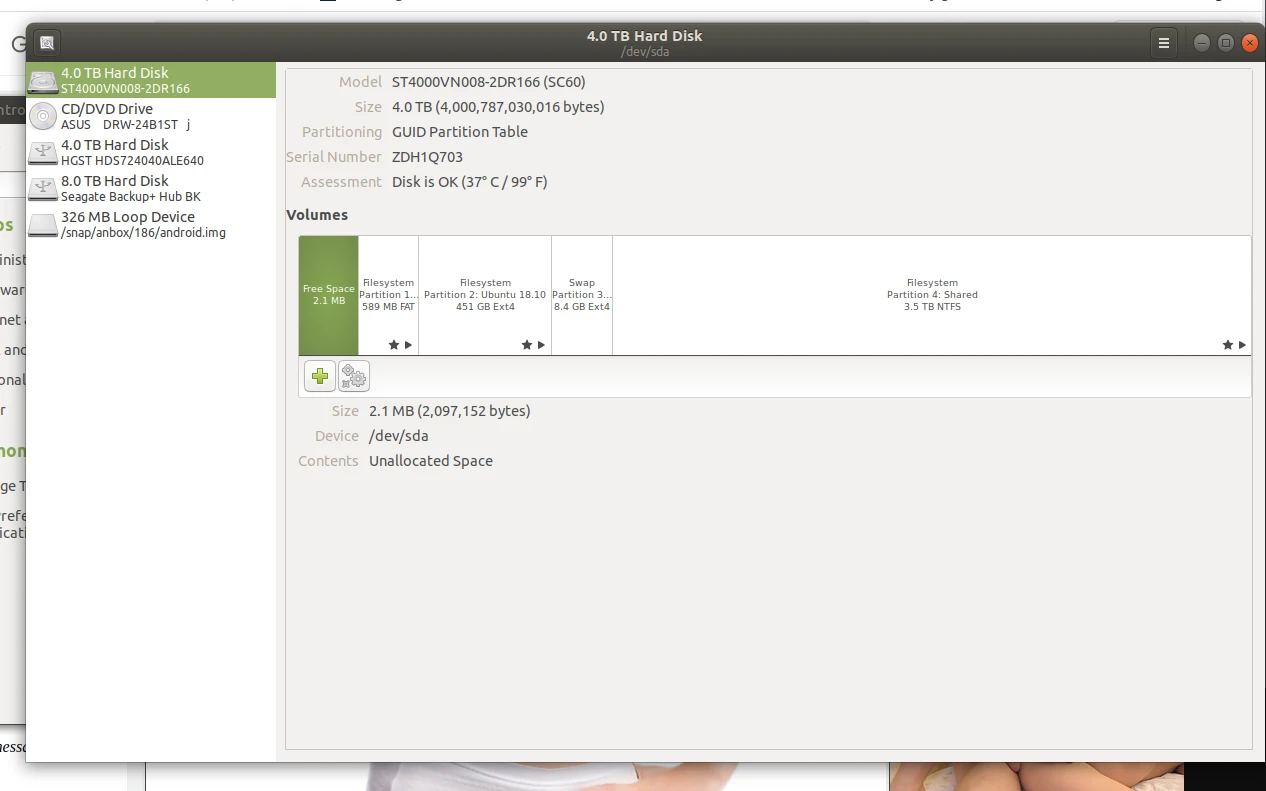 4.0 TB Hard Disk
/dev/sda
4.0 TB Hard Disk
ST4000VN008-2DR166
CD/DVD Drive
ASUS DRW-24B1ST j
4.0 TB Hard Disk
HGST HDS724040ALE640
8.0 TB Hard Disk
Seagate Backup+ Hub BK
326 MB Loop Device
/snap/anbox/186/android.img
Model ST4000VN008-2DR166 (SC60)
Size 4.0 TB (4,000,787,030,016 bytes)
Partitioning GUID Partition Table
Serial Number ZDH1Q703
Assessment Disk is OK (37° C / 99° F)
Volumes
Free Space
2.1 MB
Filesystem
Partition 1...
589 MB FAT
Filesystem
Partition 2: Ubuntu 18.10
451 GB Ext4
Swap
Partition 3...
8.4 GB Ext4
Filesystem
Partition 4: Shared
3.5 TB NTFS
Size 2.1 MB (2,097,152 bytes)
Device /dev/sda
Contents Unallocated Space